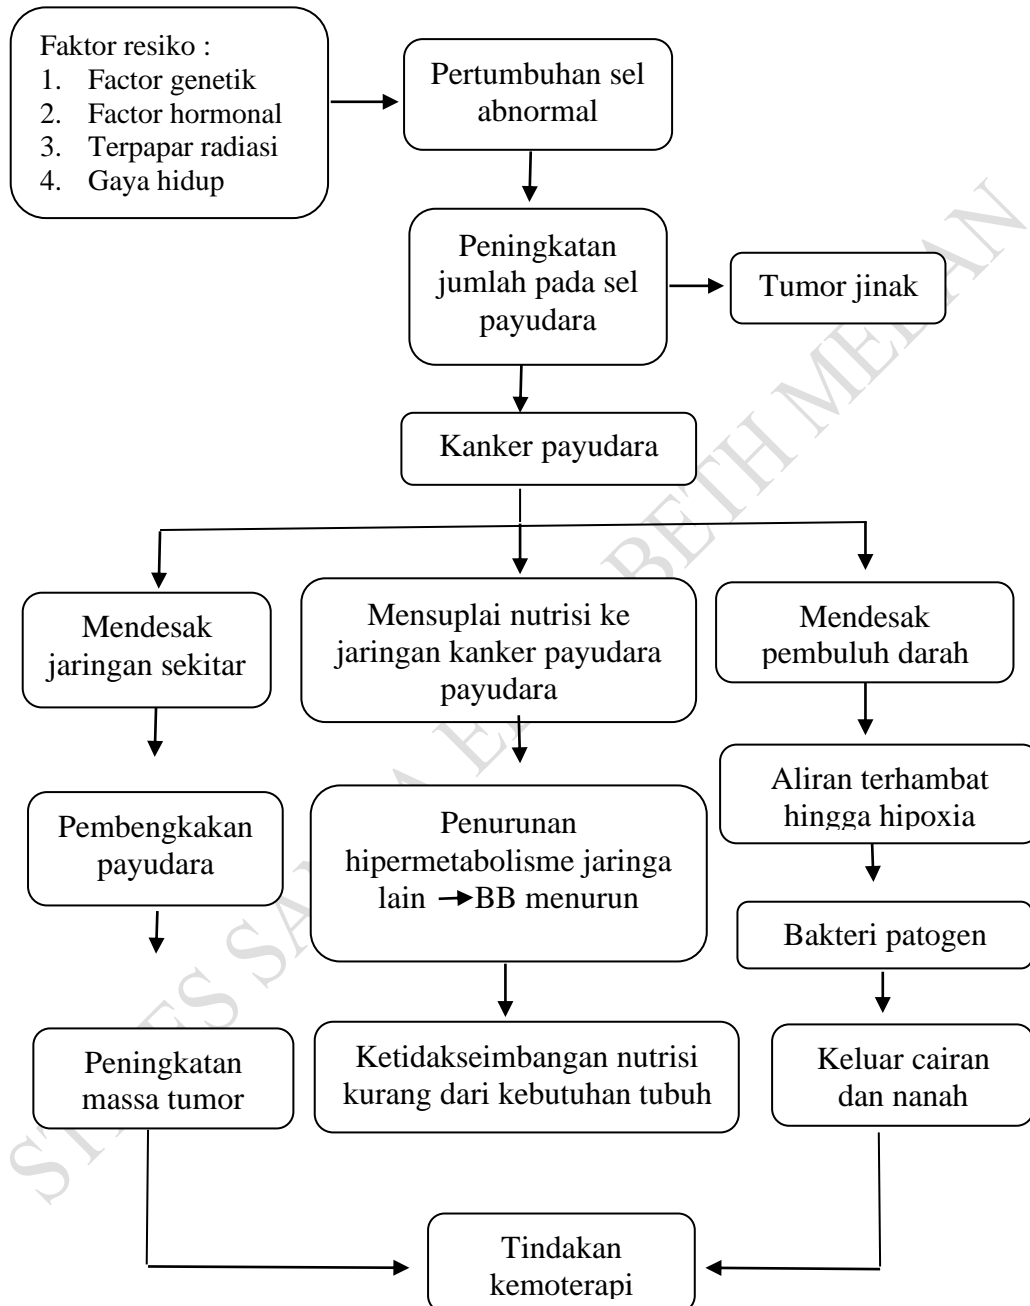 Faktor resiko :
1. Factor genetik
2. Factor hormonal
3. Terpapar radiasi
4. Gaya hidup
Pertumbuhan sel
abnormal
Peningkatan
jumlah pada sel
payudara
Tumor jinak
Kanker payudara
Mendesak
jaringan sekitar
Mensuplai nutrisi ke
jaringan kanker payudara
payudara
Mendesak
pembuluh darah
Pembengkakan
payudara
Penurunan
hipermetabolisme jaringa
lain → BB menurun
Aliran terhambat
hingga hipoxia
Bakteri patogen
Peningkatan
massa tumor
Ketidakseimbangan nutrisi
kurang dari kebutuhan tubuh
Keluar cairan
dan nanah
Tindakan
kemoterapi